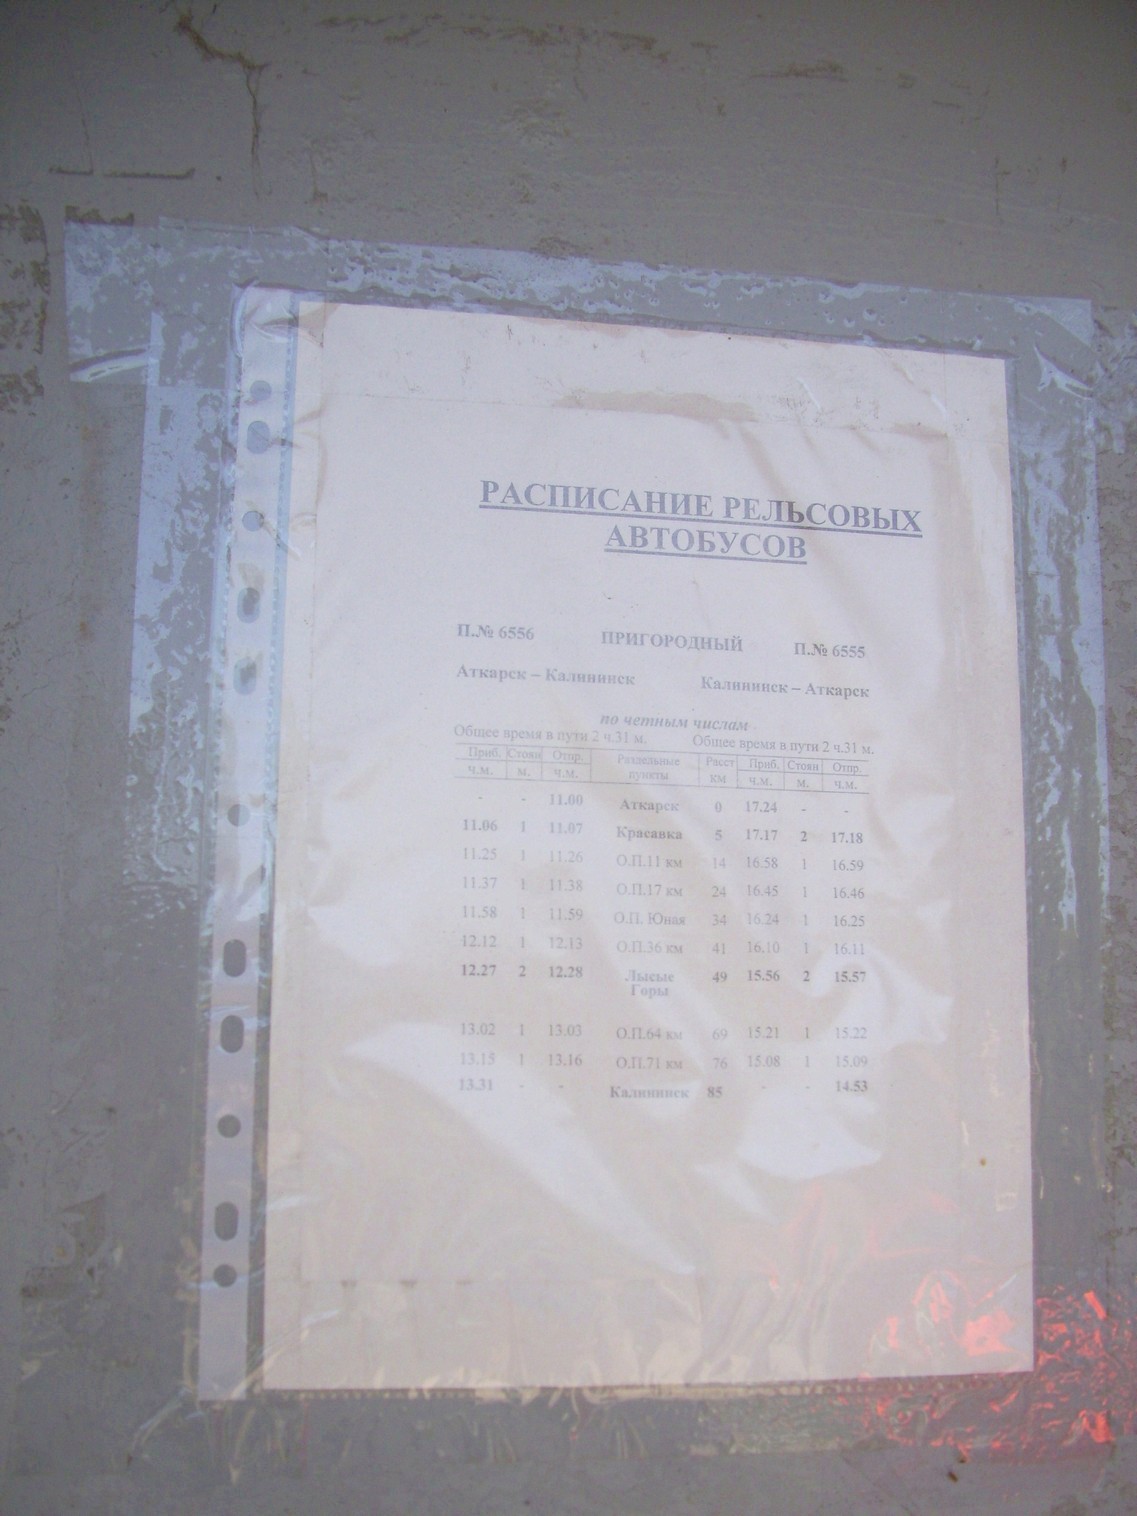 РАСПИСАНИЕ РЕЛЬСОВЫХ
АВТОБУСОВ
П.№ 6556 ПРИГОРОДНЫЙ П.№ 6555
Аткарск – Калининск Калининск – Аткарск
по четным числам
Общее время в пути 2 ч.31 м. Общее время в пути 2 ч.31 м.
Приб. Стоян Отпр. Раздельные Расст Приб. Стоян Отпр.
ч.м. м. ч.м. пункты км ч.м. м. ч.м.
- - 11.00 Аткарск 0 17.24 - -
11.06 1 11.07 Красавка 5 17.17 2 17.18
11.25 1 11.26 О.П.11 км 14 16.58 1 16.59
11.37 1 11.38 О.П.17 км 24 16.45 1 16.46
11.58 1 11.59 О.П. Юная 34 16.24 1 16.25
12.12 1 12.13 О.П.36 км 41 16.10 1 16.11
12.27 2 12.28 Лысые 49 15.56 2 15.57
Горы
13.02 1 13.03 О.П.64 км 69 15.21 1 15.22
13.15 1 13.16 О.П.71 км 76 15.08 1 15.09
13.31 - - Калининск 85 - - 14.53